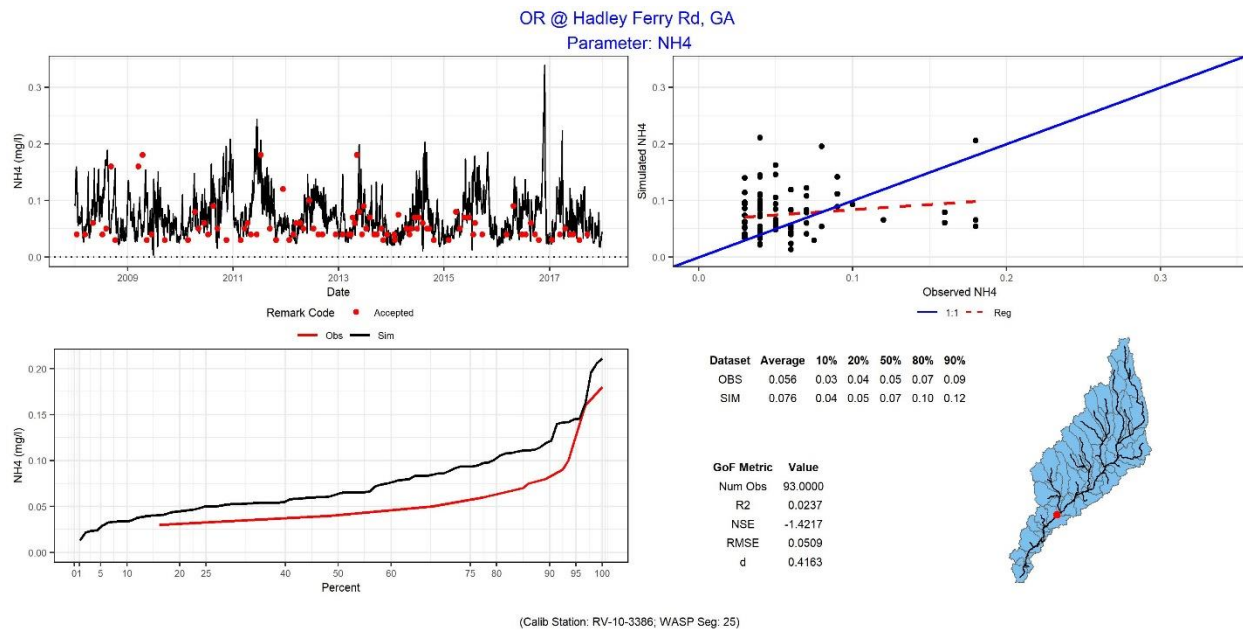 OR @ Hadley Ferry Rd, GA
Parameter: NH4
NH4 (mg/l)
0.3
0.2
0.1
0.0
2009 2011 2013 2015 2017
Date
Remark Code Accepted
Simulated NH4
0.3
0.2
0.1
0.0
0.0 0.1 0.2 0.3
Observed NH4
1:1 Reg
Obs Sim
NH4 (mg/l)
0.20
0.15
0.10
0.05
0.00
0 1 5 10 20 25 40 50 60 75 80 90 95 100
Percent
Dataset Average 10% 20% 50% 80% 90%
OBS 0.056 0.03 0.04 0.05 0.07 0.09
SIM 0.076 0.04 0.05 0.07 0.10 0.12
GoF Metric Value
Num Obs 93.0000
R2 0.0237
NSE -1.4217
RMSE 0.0509
d 0.4163
(Calib Station: RV-10-3386; WASP Seg: 25)